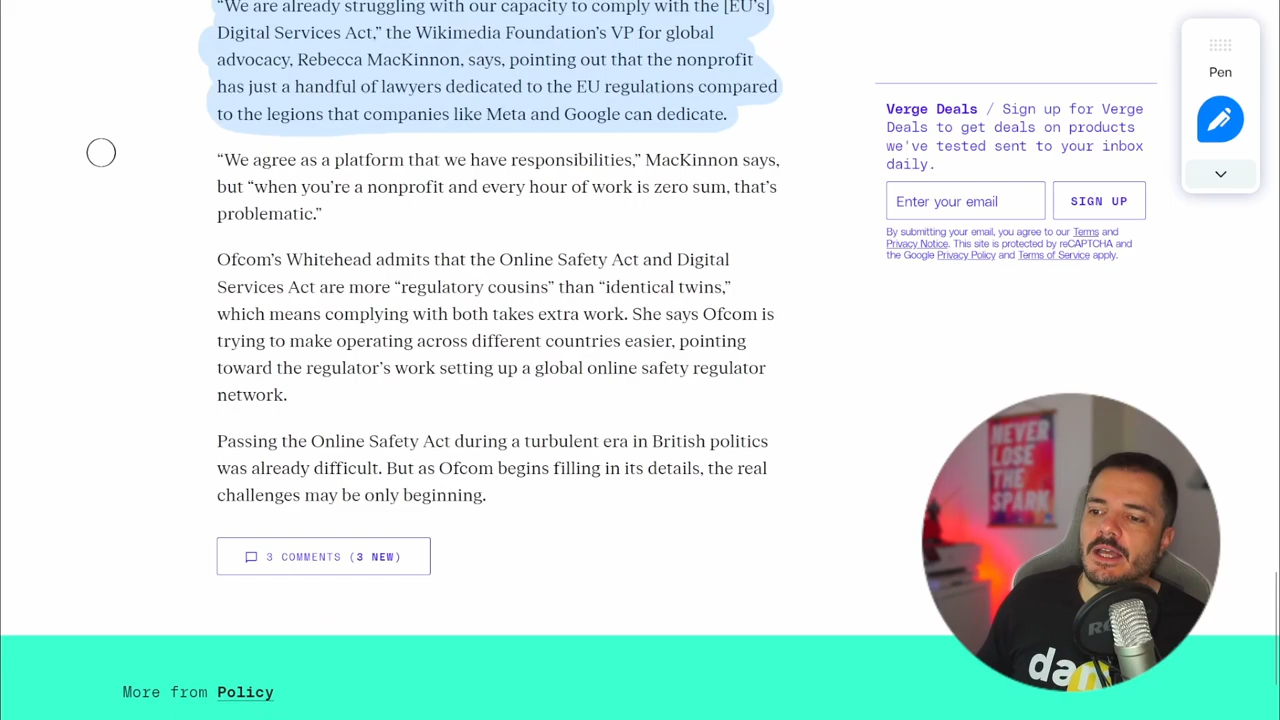 “We are already struggling with our capacity to comply with the [EU’s]
Digital Services Act,” the Wikimedia Foundation’s VP for global
advocacy, Rebecca MacKinnon, says, pointing out that the nonprofit
has just a handful of lawyers dedicated to the EU regulations compared
to the legions that companies like Meta and Google can dedicate.
“We agree as a platform that we have responsibilities,” MacKinnon says,
but “when you’re a nonprofit and every hour of work is zero sum, that’s
problematic.”
Ofcom’s Whitehead admits that the Online Safety Act and Digital
Services Act are more “regulatory cousins” than “identical twins,”
which means complying with both takes extra work. She says Ofcom is
trying to make operating across different countries easier, pointing
toward the regulator’s work setting up a global online safety regulator
network.
Passing the Online Safety Act during a turbulent era in British politics
was already difficult. But as Ofcom begins filling in its details, the real
challenges may be only beginning.
3 COMMENTS (3 NEW)
More from Policy
Verge Deals / Sign up for Verge
Deals to get deals on products
we've tested sent to your inbox
daily.
Enter your email
SIGN UP
By submitting your email, you agree to our Terms and
Privacy Notice. This site is protected by reCAPTCHA and
the Google Privacy Policy and Terms of Service apply.
Pen
NEVER
LOSE
THE
SPARK